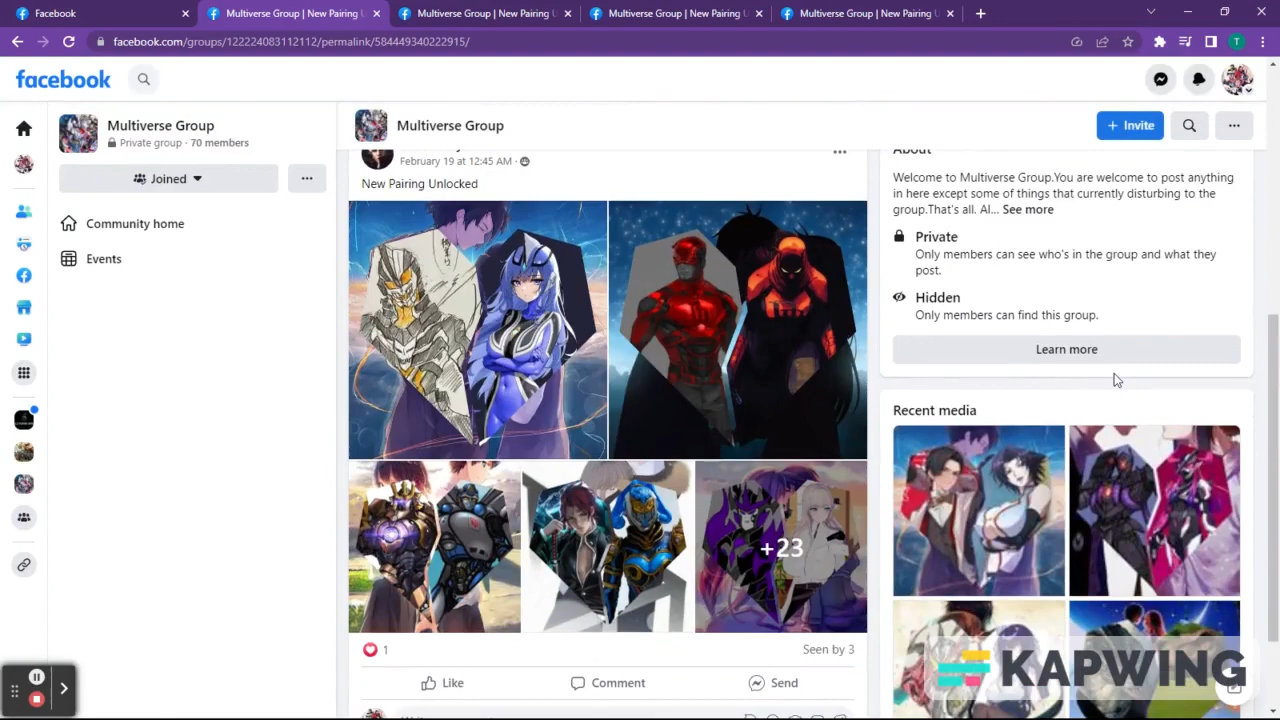 Facebook
Multiverse Group | New Pairing U
Multiverse Group | New Pairing U
Multiverse Group | New Pairing U
Multiverse Group | New Pairing U
facebook.com/groups/122224083112112/permalink/584449340222915/
T
facebook
Multiverse Group
Private group · 70 members
Joined
Community home
Events
Multiverse Group
+ Invite
February 19 at 12:45 AM ·
New Pairing Unlocked
+23
1
Seen by 3
Like
Comment
Send
About
Welcome to Multiverse Group.You are welcome to post anything
in here except some of things that currently disturbing to the
group.That's all. Al... See more
Private
Only members can see who's in the group and what they
post.
Hidden
Only members can find this group.
Learn more
Recent media
KAPWING